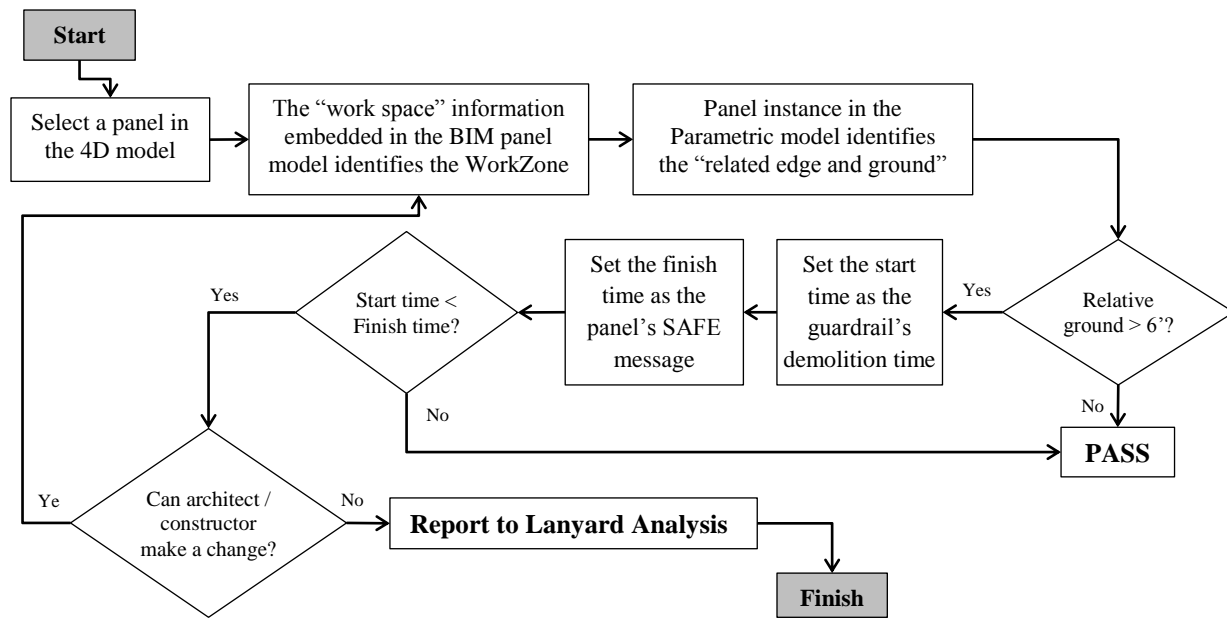 Start
Select a panel in
the 4D model
The “work space” information
embedded in the BIM panel
model identifies the WorkZone
Panel instance in the
Parametric model identifies
the “related edge and ground”
Relative
ground > 6’?
Yes
No
Set the start
time as the
guardrail’s
demolition time
Set the finish
time as the
panel’s SAFE
message
Start time <
Finish time?
Yes
No
PASS
Can architect /
constructor
make a change?
Ye
No
Report to Lanyard Analysis
Finish